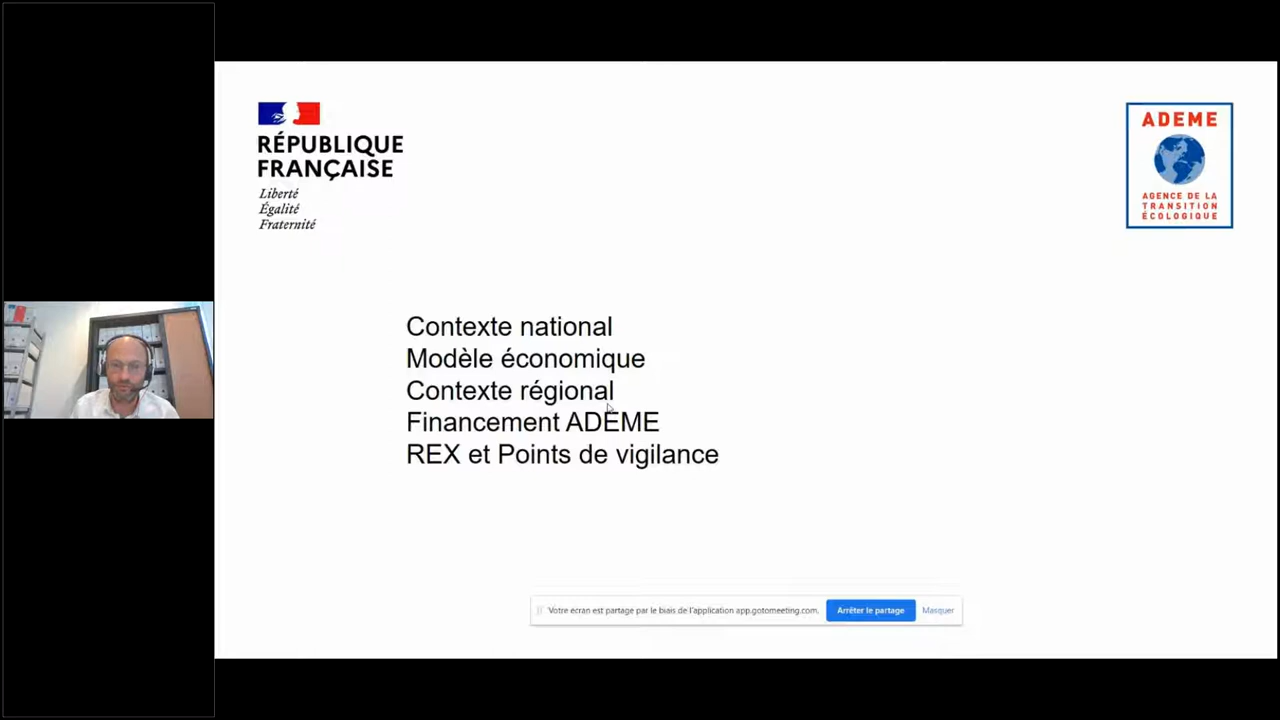 RÉPUBLIQUE
FRANÇAISE
Liberté
Égalité
Fraternité
ADEME
AGENCE DE LA
TRANSITION
ÉCOLOGIQUE
Contexte national
Modèle économique
Contexte régional
Financement ADEME
REX et Points de vigilance
Votre écran est partagé par le biais de l'application app.gotomeeting.com.
Arrêter le partage
Masquer